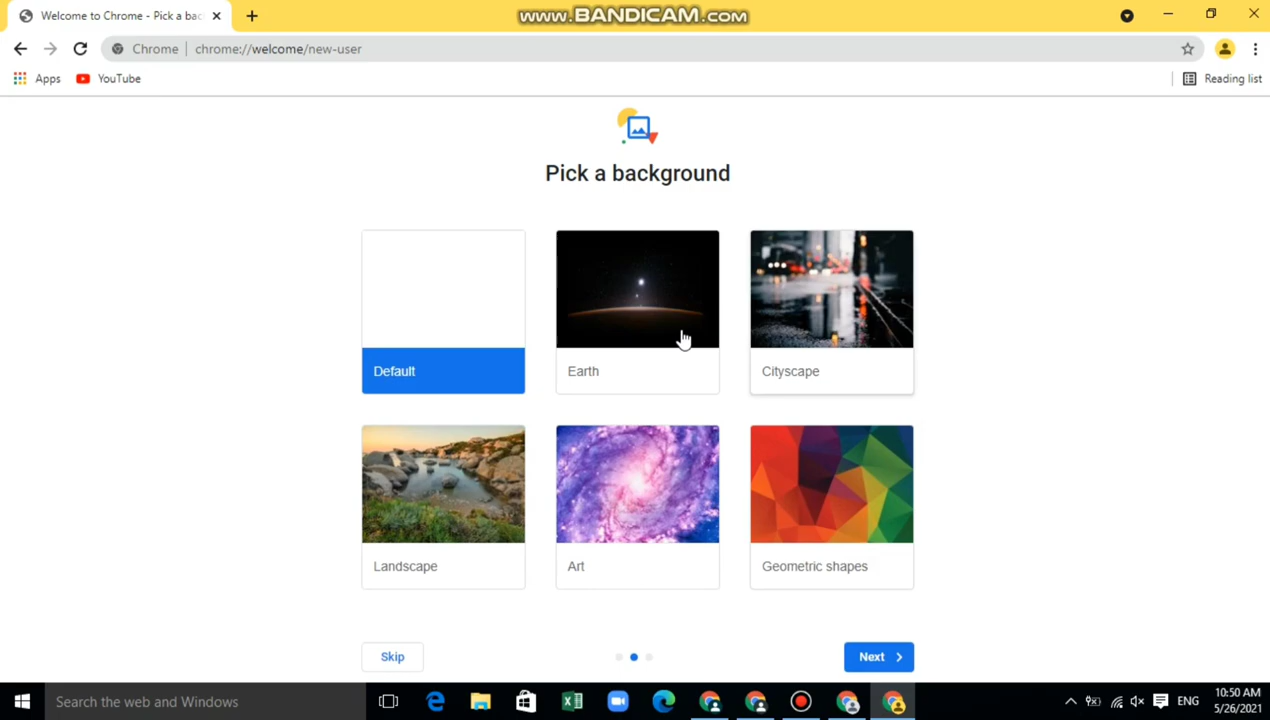 Welcome to Chrome - Pick a bac
www.BANDICAM.com
Chrome
chrome://welcome/new-user
Apps
YouTube
Reading list
Pick a background
Default
Earth
Cityscape
Landscape
Art
Geometric shapes
Skip
Next
Search the web and Windows
ENG
10:50 AM
5/26/2021